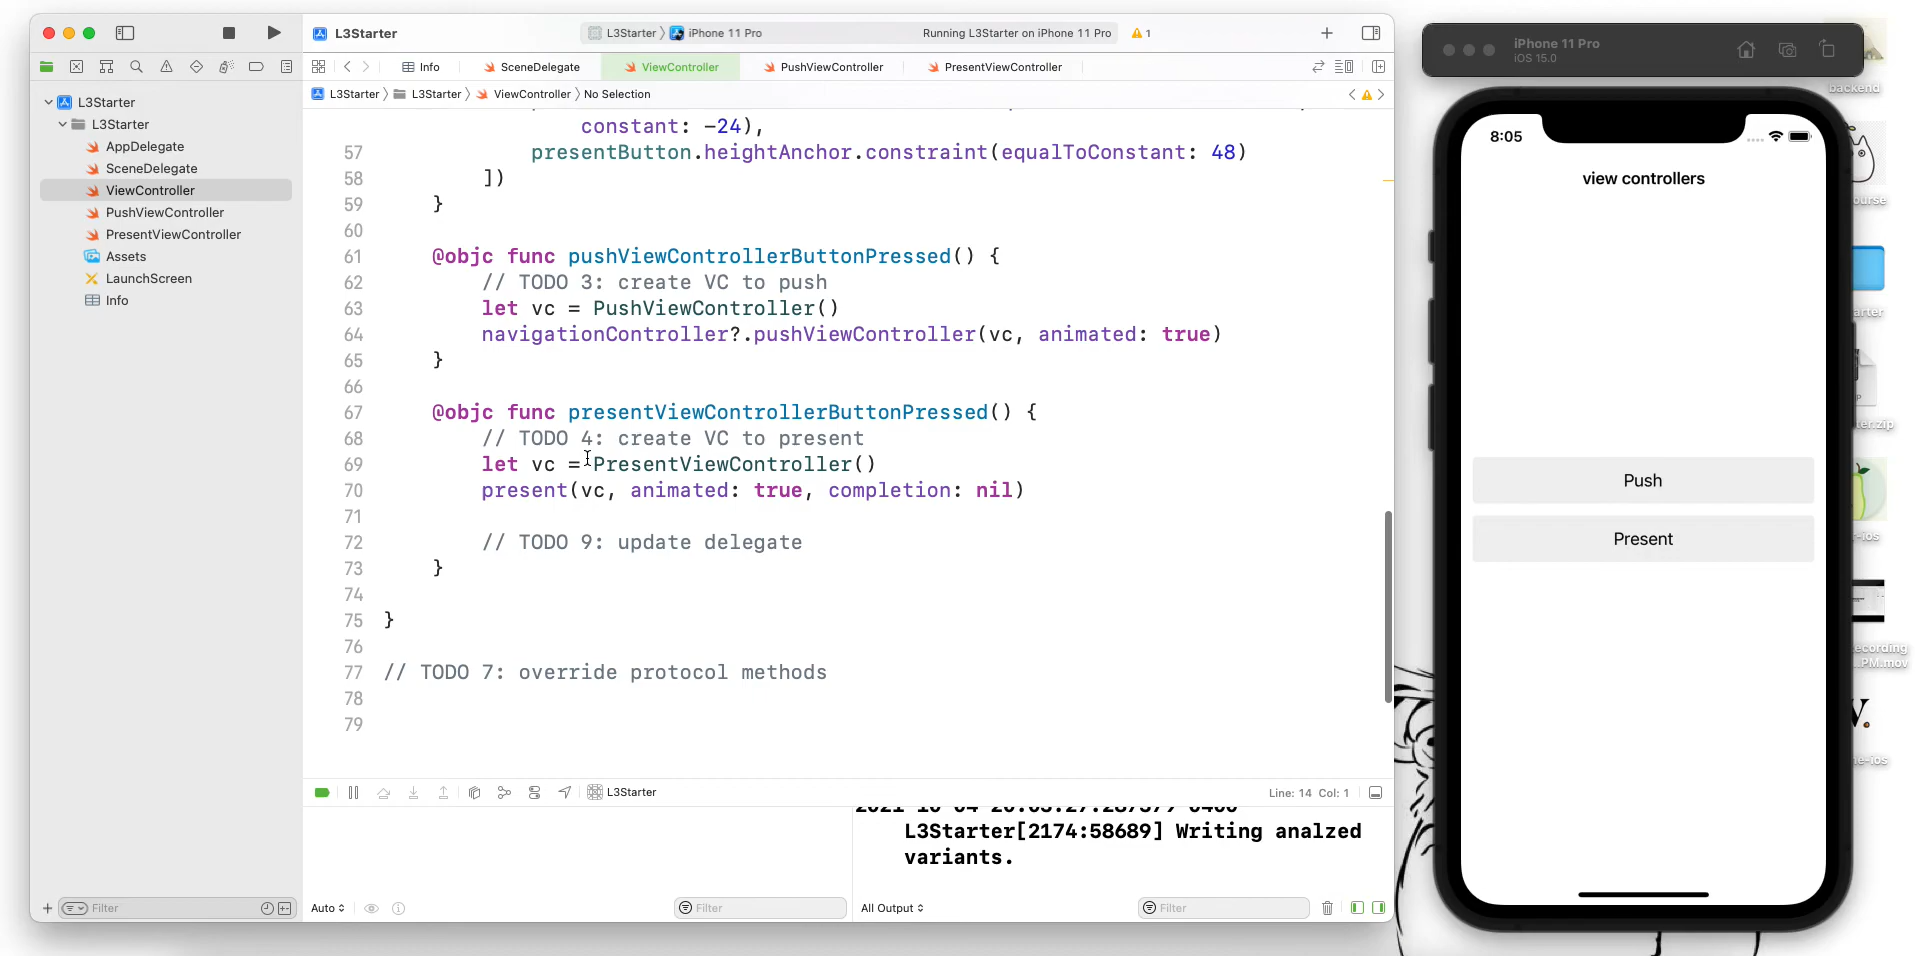 L3Starter
L3Starter 〉 iPhone 11 Pro
Running L3Starter on iPhone 11 Pro
1
Info
SceneDelegate
ViewController
PushViewController
PresentViewController
L3Starter 〉 L3Starter 〉 ViewController 〉 No Selection
L3Starter
L3Starter
AppDelegate
SceneDelegate
ViewController
PushViewController
PresentViewController
Assets
LaunchScreen
Info
Filter
constant: -24),
57 presentButton.heightAnchor.constraint(equalToConstant: 48)
58 ])
59 }
60
61 @objc func pushViewControllerButtonPressed() {
62 // TODO 3: create VC to push
63 let vc = PushViewController()
64 navigationController?.pushViewController(vc, animated: true)
65 }
66
67 @objc func presentViewControllerButtonPressed() {
68 // TODO 4: create VC to present
69 let vc = PresentViewController()
70 present(vc, animated: true, completion: nil)
71
72 // TODO 9: update delegate
73 }
74
75 }
76
77 // TODO 7: override protocol methods
78
79
L3Starter
Line: 14 Col: 1
L3Starter[2174:58689] Writing analzed
variants.
Auto
Filter
All Output
Filter
iPhone 11 Pro
iOS 15.0
8:05
view controllers
Push
Present
backend